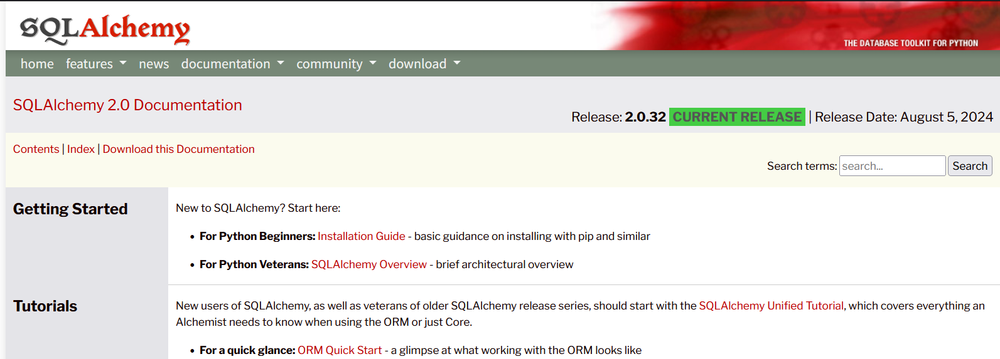 SQLAlchemy
THE DATABASE TOOLKIT FOR PYTHON
home features news documentation community download
SQLAlchemy 2.0 Documentation
Release: 2.0.32 CURRENT RELEASE | Release Date: August 5, 2024
Contents | Index | Download this Documentation
Search terms: search... Search
Getting Started
New to SQLAlchemy? Start here:
• For Python Beginners: Installation Guide - basic guidance on installing with pip and similar
• For Python Veterans: SQLAlchemy Overview - brief architectural overview
Tutorials
New users of SQLAlchemy, as well as veterans of older SQLAlchemy release series, should start with the SQLAlchemy Unified Tutorial, which covers everything an
Alchemist needs to know when using the ORM or just Core.
• For a quick glance: ORM Quick Start - a glimpse at what working with the ORM looks like